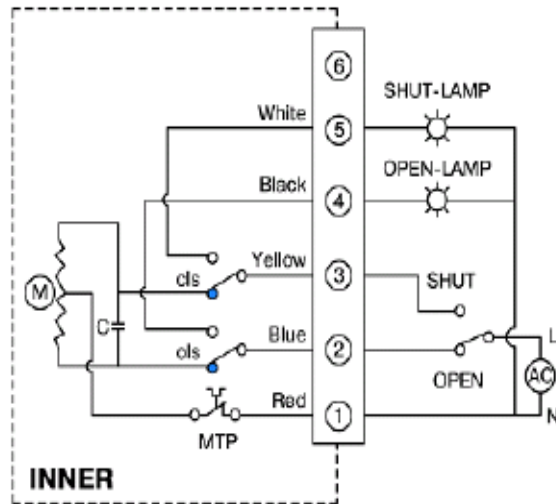 6
SHUT-LAMP
White
5
OPEN-LAMP
Black
4
Yellow
3
SHUT
cls
M
C
Blue
2
L
cls
OPEN
AC
Red
1
N
MTP
INNER